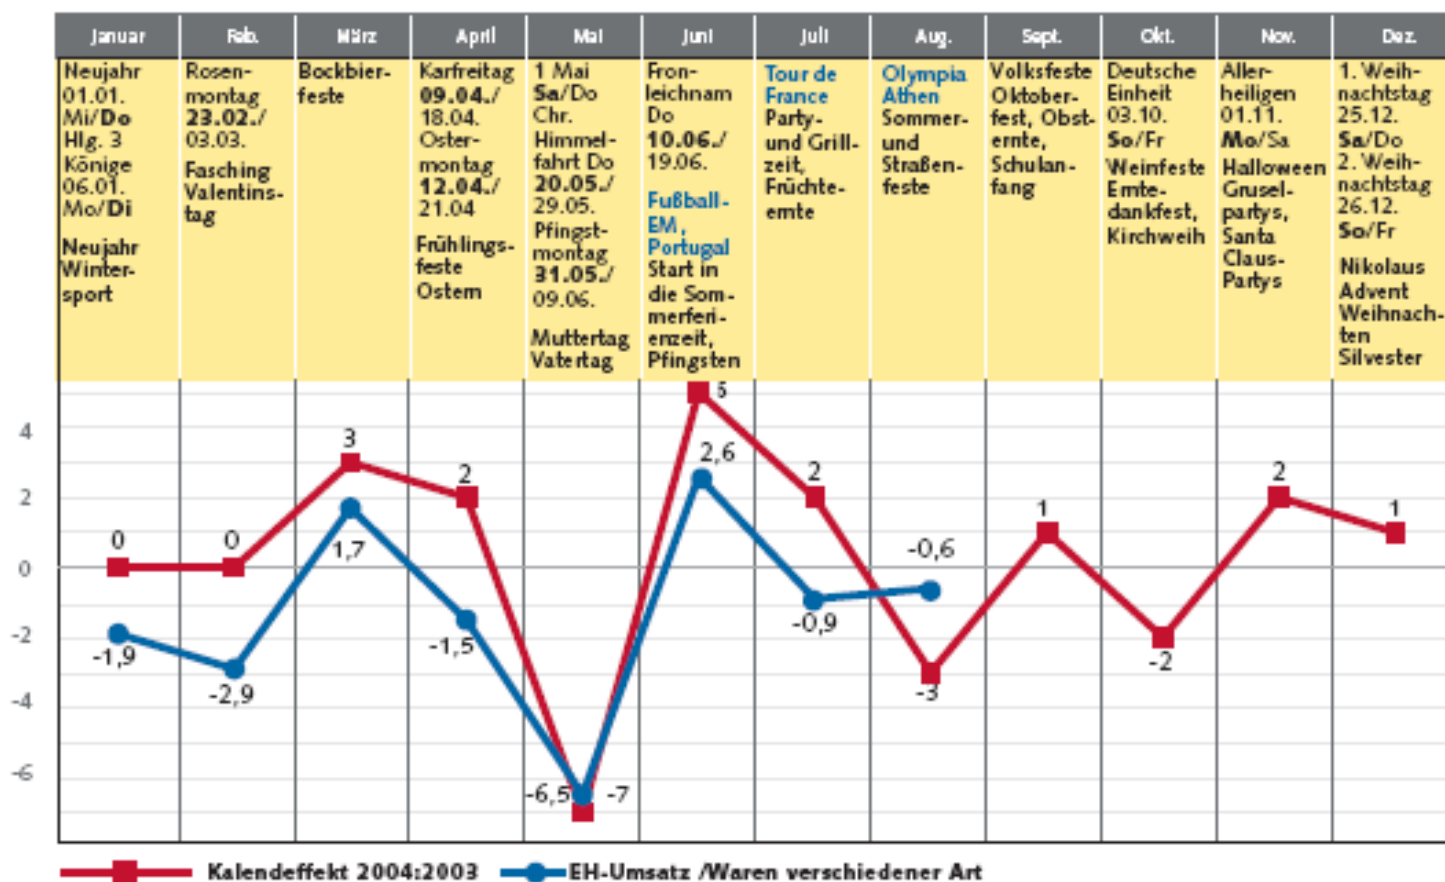 Januar Feb. März April Mai Juni Juli Aug. Sept. Okt. Nov. Dez.
Neujahr
01.01.
Mi/Do
Hlg. 3
Könige
06.01.
Mo/Di
Neujahr
Winter-
sport
Rosen-
montag
23.02./
03.03.
Fasching
Valentins-
tag
Bockbier-
feste
Karfreitag
09.04./
18.04.
Oster-
montag
12.04./
21.04
Frühlings-
feste
Ostern
1 Mai
Sa/Do
Chr.
Himmel-
fahrt Do
20.05./
29.05.
Pfingst-
montag
31.05./
09.06.
Muttertag
Vatertag
Fron-
leichnam
Do
10.06./
19.06.
Fußball-
EM,
Portugal
Start in
die Som-
merferi-
enzeit,
Pfingsten
Tour de
France
Party-
und Grill-
zeit,
Früchte-
ernte
Olympia
Athen
Sommer-
und
Straßen-
feste
Volksfeste
Oktober-
fest, Obst-
ernte,
Schulan-
fang
Deutsche
Einheit
03.10.
So/Fr
Weinfeste
Ernte-
dankfest,
Kirchweih
Aller-
heiligen
01.11.
Mo/Sa
Halloween
Grusel-
partys,
Santa
Claus-
Partys
1. Weih-
nachtstag
25.12.
Sa/Do
2. Weih-
nachtstag
26.12.
So/Fr
Nikolaus
Advent
Weihnach-
ten
Silvester
4
2
0
-2
-4
-6
0 0 3 2 -7 5 2 -3 1 -2 2 1
-1,9 -2,9 1,7 -1,5 -6,5 2,6 -0,9 -0,6
Kalendeffekt 2004:2003 EH-Umsatz /Waren verschiedener Art